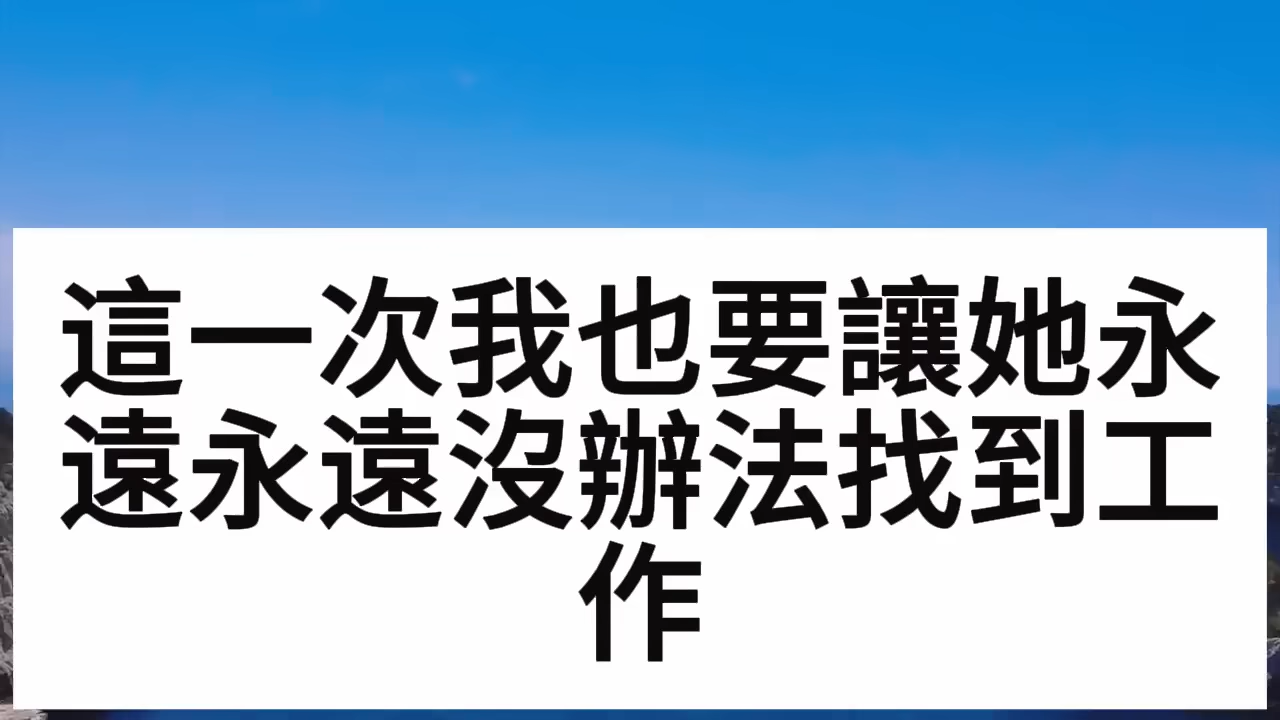 這一次我也要讓她永
遠永遠沒辦法找到工
作